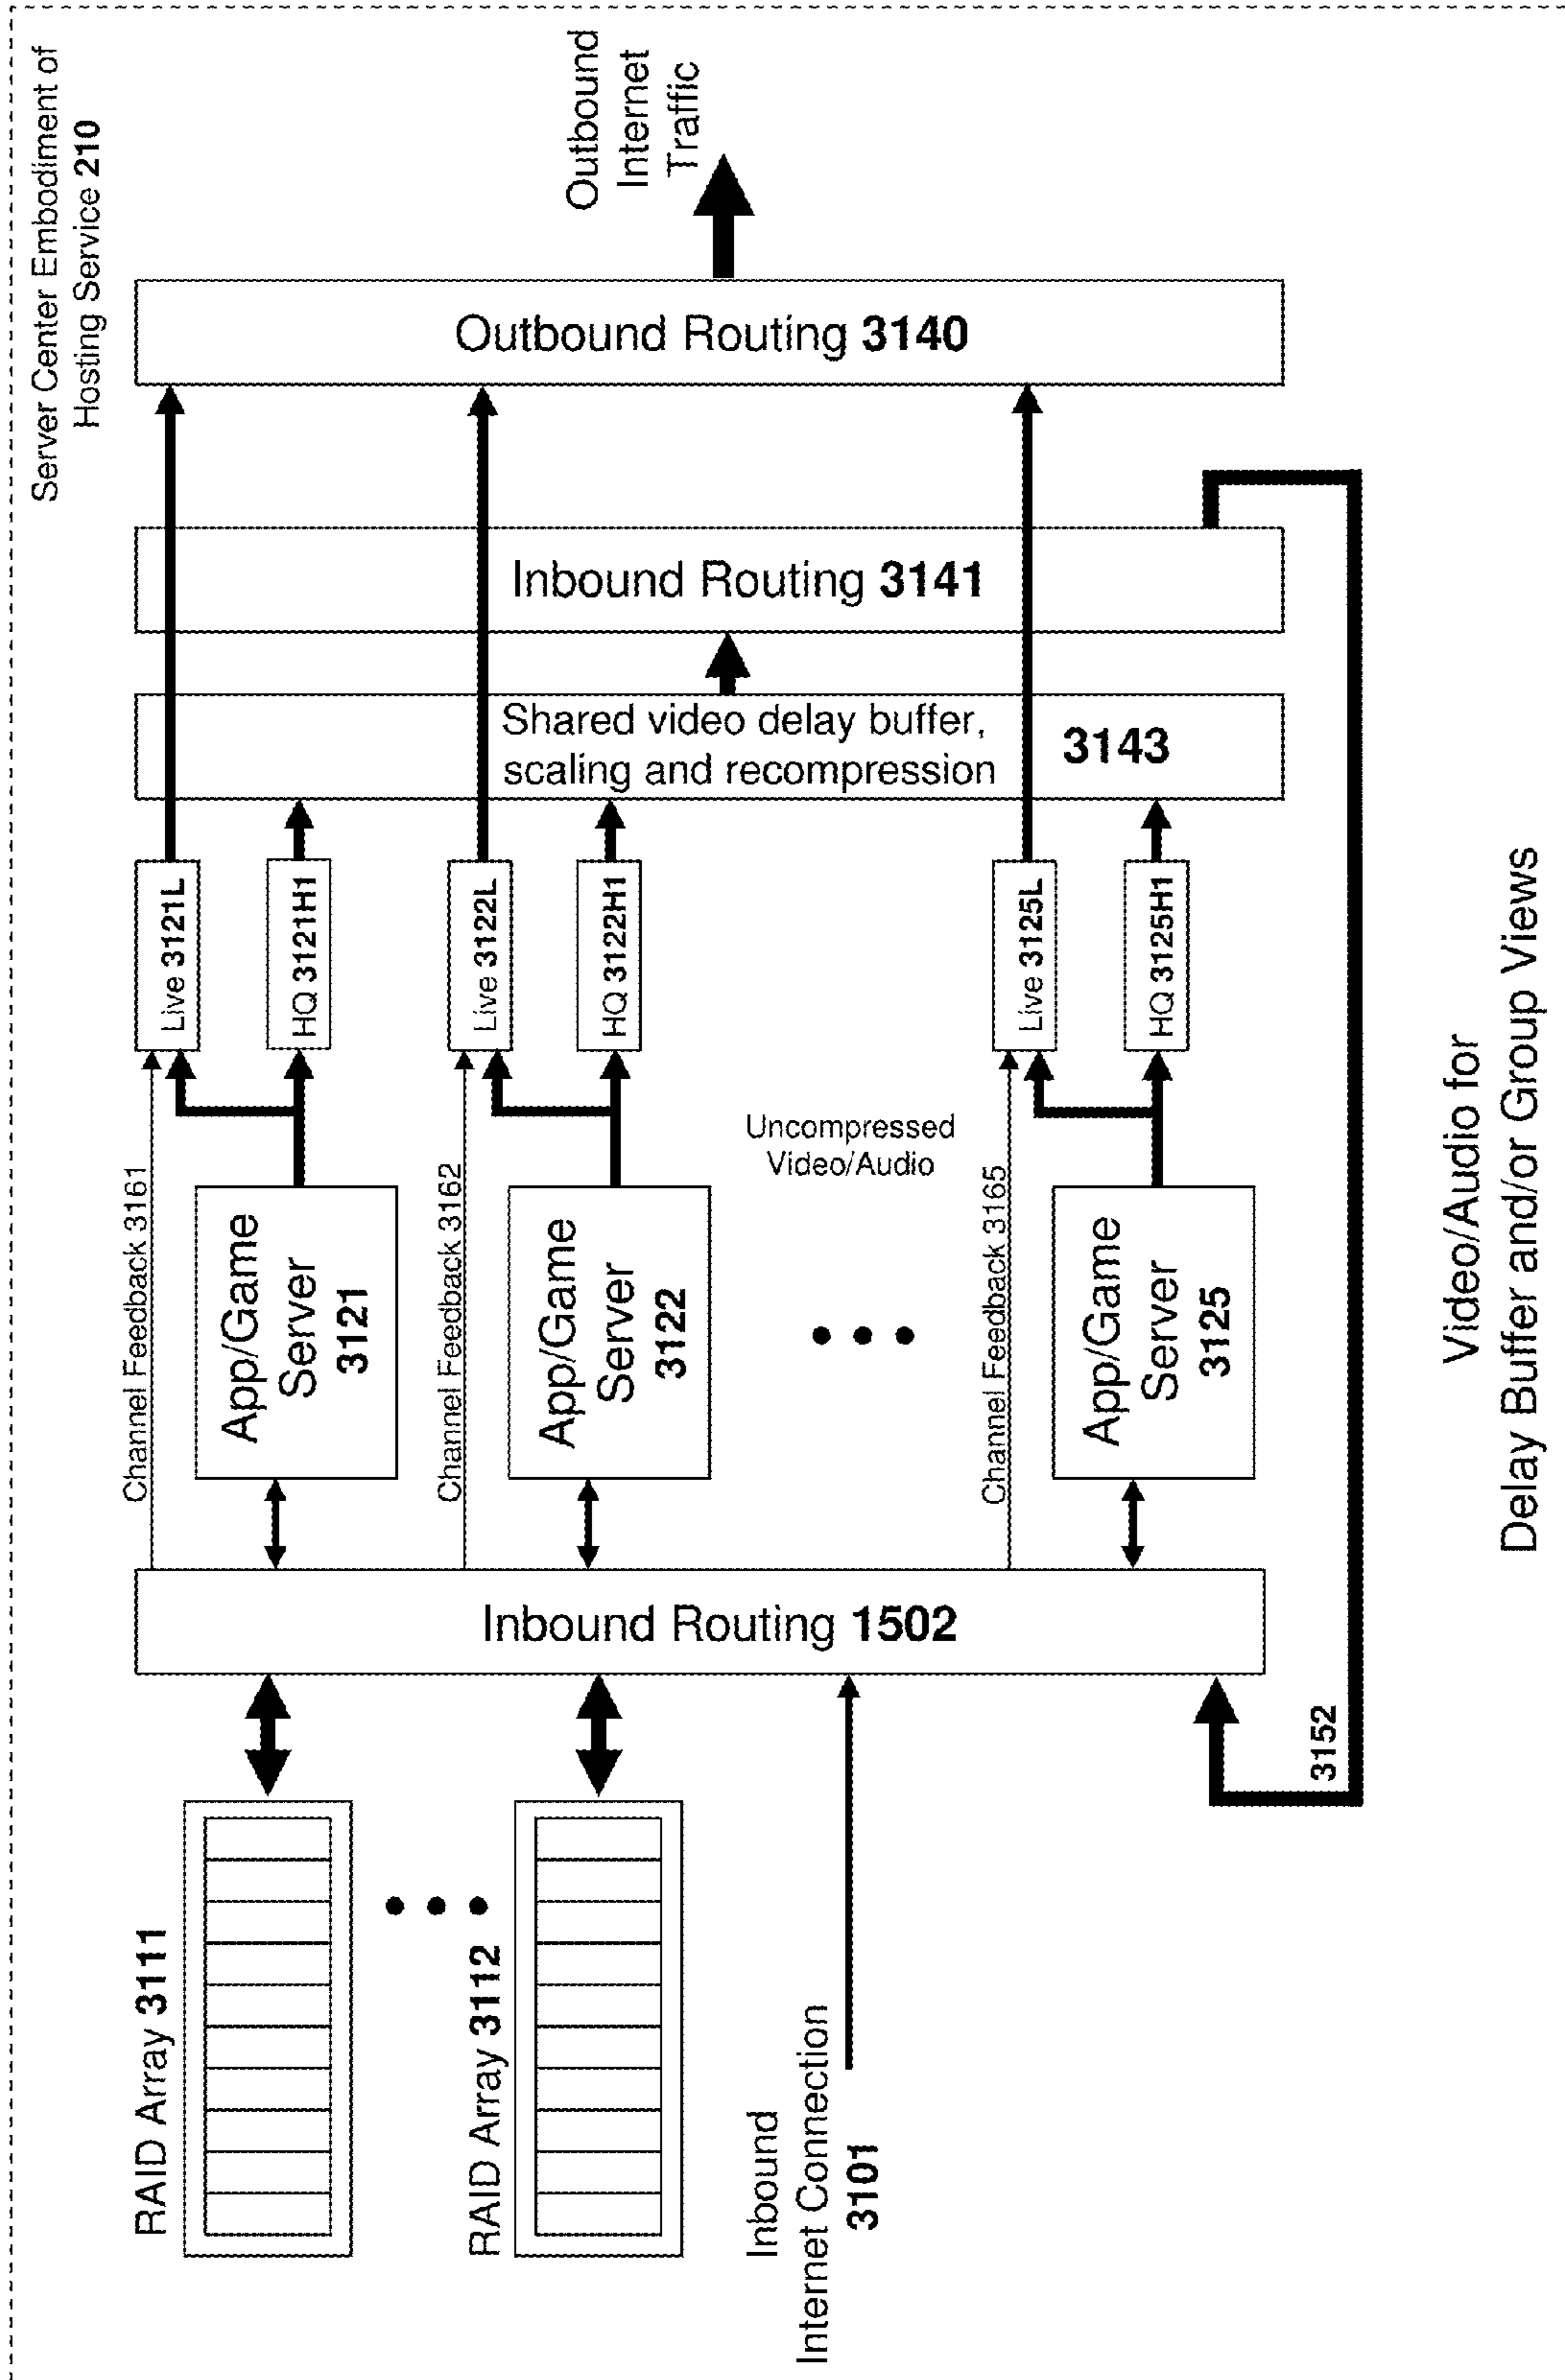 Server Center Embodiment of
Hosting Service 210
RAID Array 3111
RAID Array 3112
Inbound
Internet Connection
3101
Inbound Routing 1502
Channel Feedback 3161
App/Game
Server
3121
Live 3121L
HQ 3121H1
Channel Feedback 3162
App/Game
Server
3122
Live 3122L
HQ 3122H1
Uncompressed
Video/Audio
Channel Feedback 3165
App/Game
Server
3125
Live 3125L
HQ 3125H1
Shared video delay buffer,
scaling and recompression
3143
Inbound Routing 3141
Outbound Routing 3140
Outbound
Internet
Traffic
3152
Video/Audio for
Delay Buffer and/or Group Views